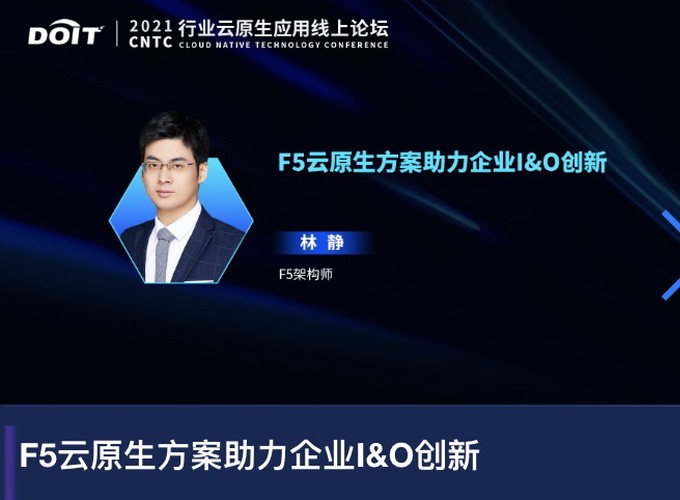 DOIT
2021 行业云原生应用线上论坛
CNTC CLOUD NATIVE TECHNOLOGY CONFERENCE
F5云原生方案助力企业I&O创新
林 静
F5架构师
F5云原生方案助力企业I&O创新